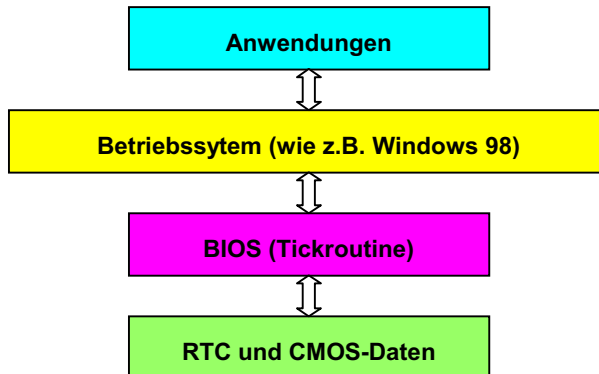 Anwendungen
Betriebssytem (wie z.B. Windows 98)
BIOS (Tickroutine)
RTC und CMOS-Daten